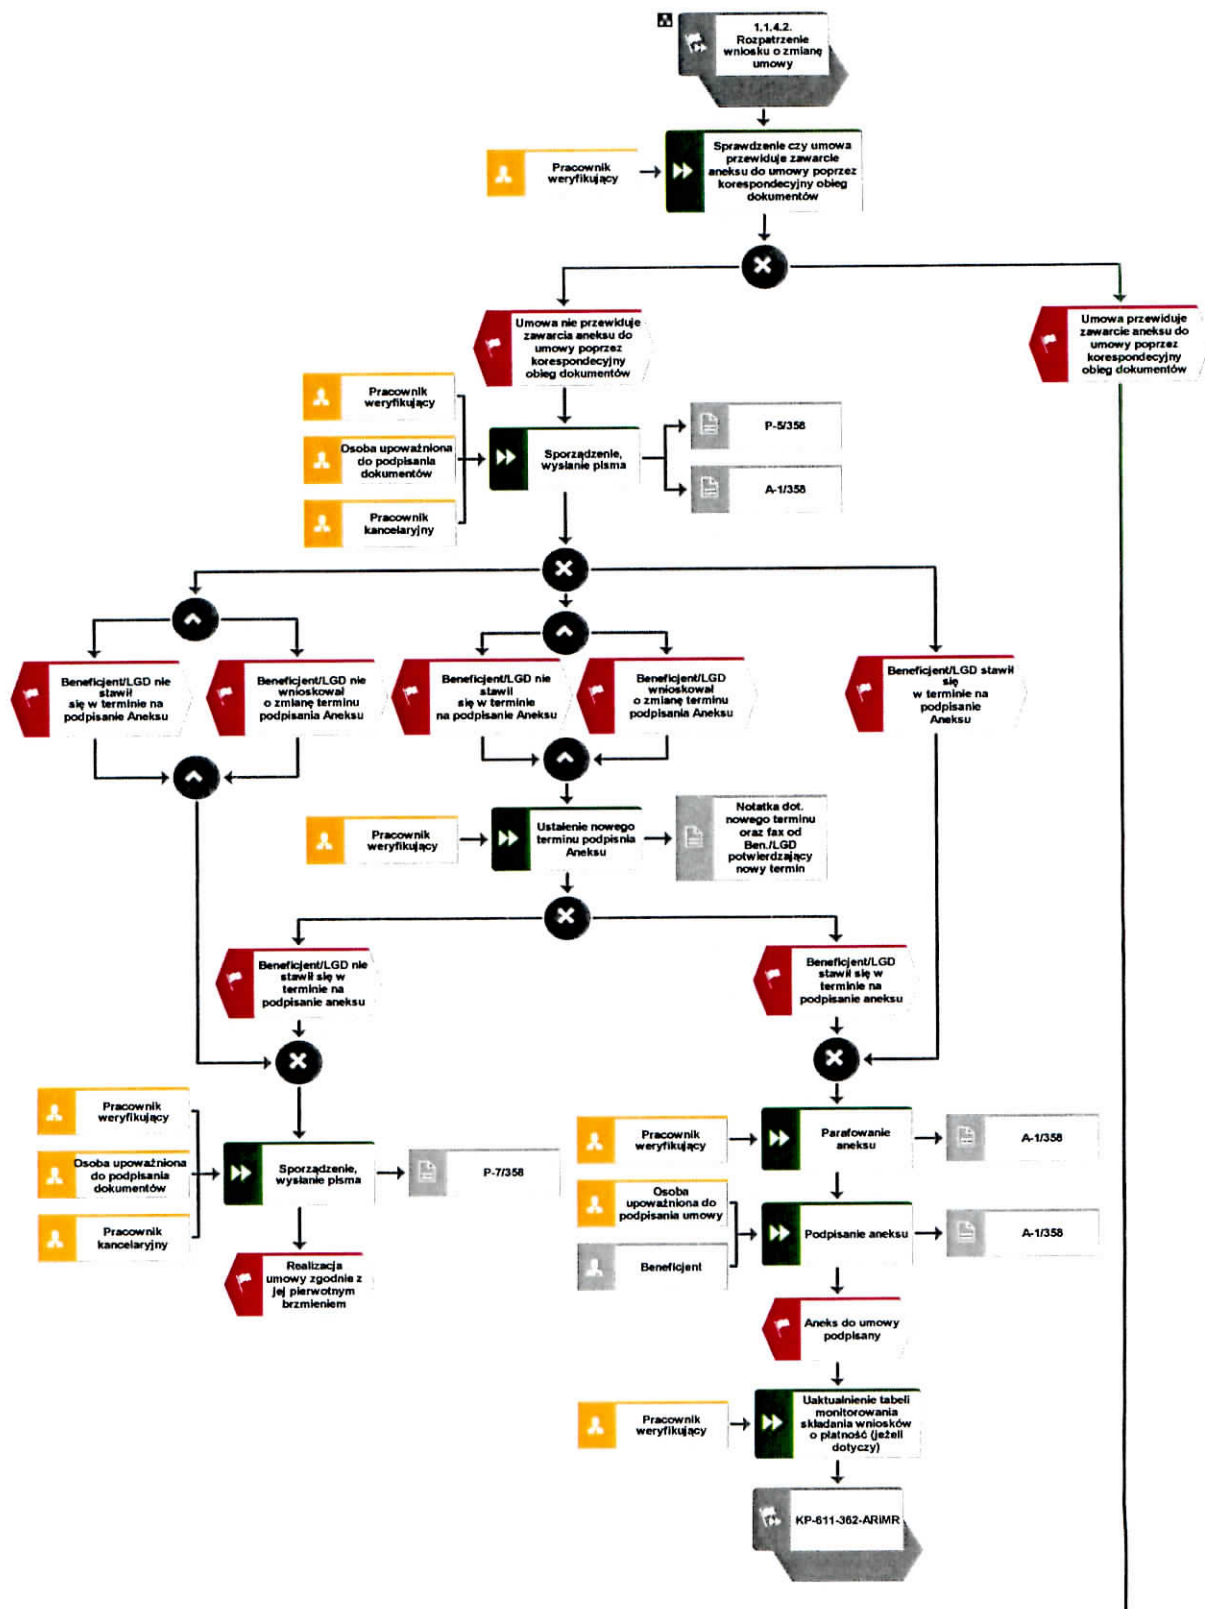 1.1.4.2.
Rozpatrzenie
wniosku o zmianę
umowy
Pracownik
weryfikujący
Sprawdzenie czy umowa
przewiduje zawarcie
aneksu do umowy poprzez
korespondecyjny obieg
dokumentów
Umowa nie przewiduje
zawarcia aneksu do
umowy poprzez
korespondecyjny
obieg dokumentów
Umowa przewiduje
zawarcie aneksu do
umowy poprzez
korespondecyjny
obieg dokumentów
Pracownik
weryfikujący
Osoba upoważniona
do podpisania
dokumentów
Pracownik
kancelaryjny
Sporządzenie,
wysłanie pisma
P-5/358
A-1/358
Beneficjent/LGD nie
stawił
się w terminie na
podpisanie Aneksu
Beneficjent/LGD nie
wnioskował
o zmianę terminu
podpisania Aneksu
Beneficjent/LGD nie
stawił
się w terminie
na podpisanie Aneksu
Beneficjent/LGD
wnioskował
o zmianę terminu
podpisania Aneksu
Beneficjent/LGD stawił
się
w terminie na
podpisanie
Aneksu
Pracownik
weryfikujący
Ustalenie nowego
terminu podpisnia
Aneksu
Notatka dot.
nowego terminu
oraz fax od
Ben./LGD
potwierdzający
nowy termin
Beneficjent/LGD nie
stawił się w
terminie na
podpisanie aneksu
Beneficjent/LGD
stawił się w
terminie na
podpisanie aneksu
Pracownik
weryfikujący
Osoba upoważniona
do podpisania
dokumentów
Pracownik
kancelaryjny
Sporządzenie,
wysłanie pisma
P-7/358
Realizacja
umowy zgodnie z
jej pierwotnym
brzmieniem
Pracownik
weryfikujący
Parafowanie
aneksu
A-1/358
Osoba
upoważniona do
podpisania umowy
Beneficjent
Podpisanie aneksu
A-1/358
Aneks do umowy
podpisany
Pracownik
weryfikujący
Uaktualnienie tabeli
monitorowania
składania wniosków
o płatność (jeżeli
dotyczy)
KP-611-362-ARiMR